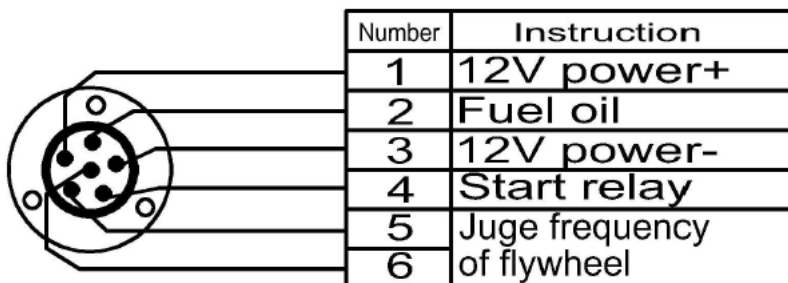 Number Instruction
1 12V power+
2 Fuel oil
3 12V power-
4 Start relay
5 Juge frequency
6 of flywheel